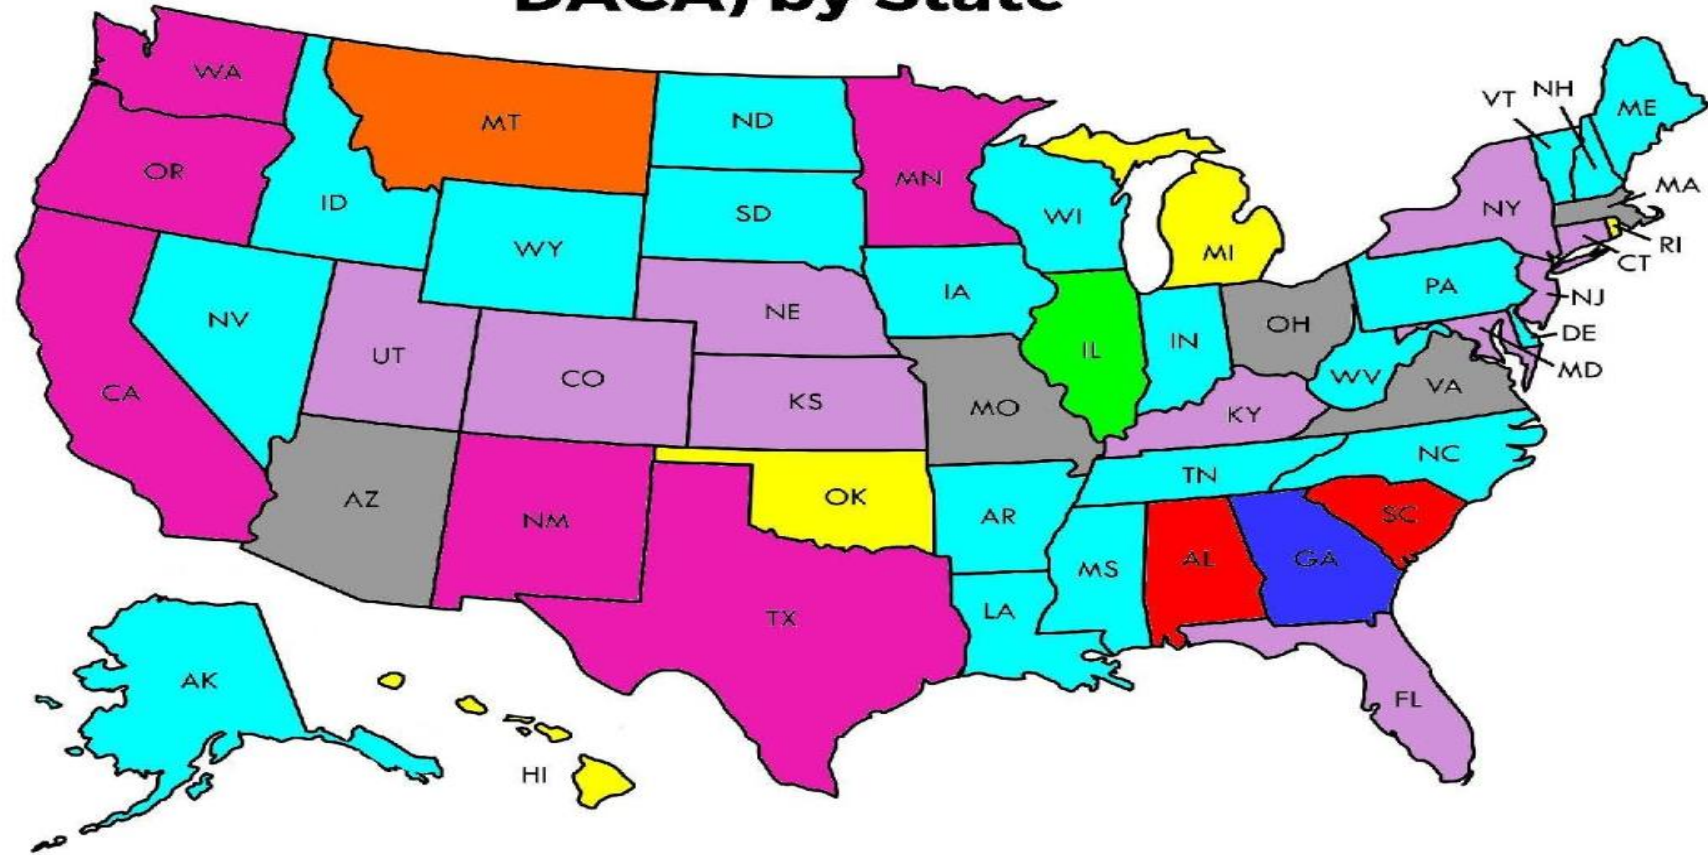 DACA) by State
WA
MT
ND
MN
OR
ID
WY
SD
WI
MI
VT
NH
ME
NY
MA
RI
CT
NJ
PA
DE
MD
NV
UT
CO
NE
IA
IL
IN
OH
WV
VA
CA
KS
MO
KY
AZ
NM
OK
AR
TN
NC
SC
TX
LA
MS
AL
GA
FL
AK
HI